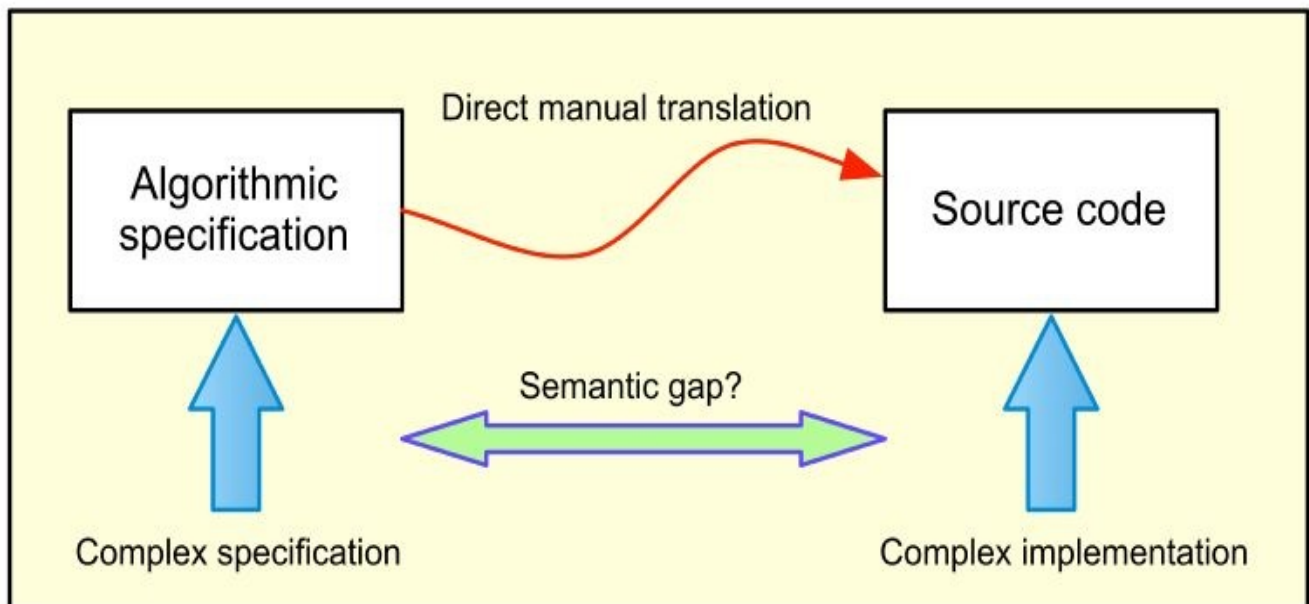 Direct manual translation
Algorithmic
specification
Source code
Semantic gap?
Complex specification
Complex implementation